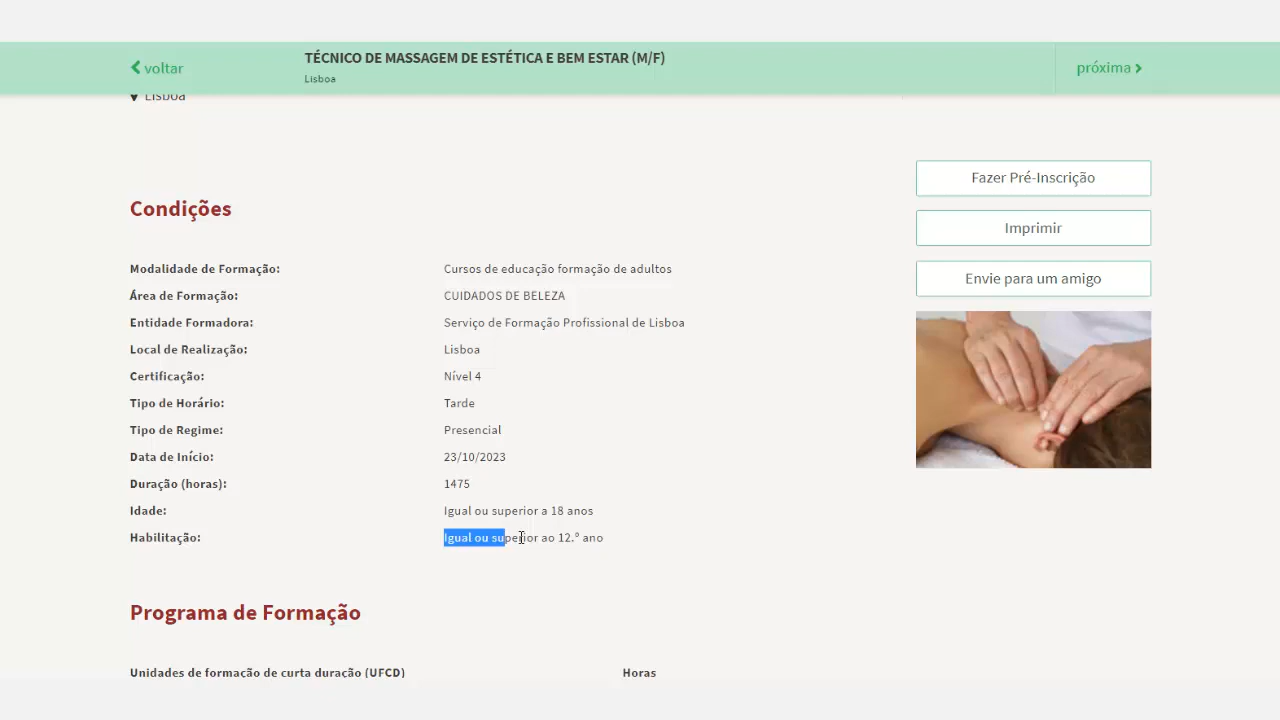 voltar
TÉCNICO DE MASSAGEM DE ESTÉTICA E BEM ESTAR (M/F)
Lisboa
próxima
Lisboa
Fazer Pré-Inscrição
Imprimir
Envie para um amigo
Condições
Modalidade de Formação: Cursos de educação formação de adultos
Área de Formação: CUIDADOS DE BELEZA
Entidade Formadora: Serviço de Formação Profissional de Lisboa
Local de Realização: Lisboa
Certificação: Nível 4
Tipo de Horário: Tarde
Tipo de Regime: Presencial
Data de Início: 23/10/2023
Duração (horas): 1475
Idade: Igual ou superior a 18 anos
Habilitação: Igual ou superior ao 12.º ano
Programa de Formação
Unidades de formação de curta duração (UFCD) Horas